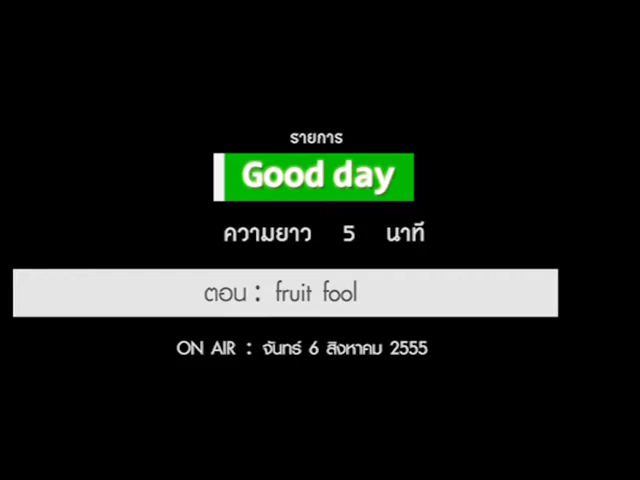 รายการ
Good day
ความยาว 5 นาที
ตอน : fruit fool
ON AIR : จันทร์ 6 สิงหาคม 2555